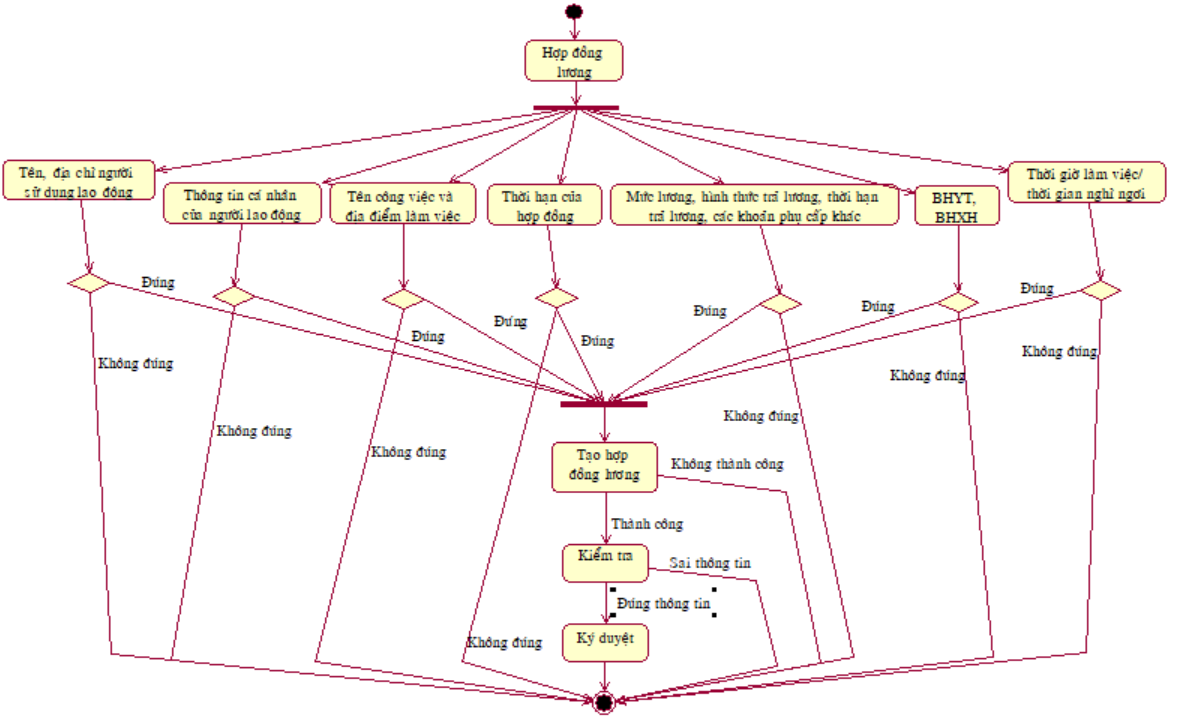 Hợp đồng
lương
Tên, địa chỉ người
sử dung lao đông
Thông tin cá nhân
của người lao động
Tên công việc và
địa điểm làm việc
Thời hạn của
hợp đồng
Mức lương, hình thức trả lương, thời hạn
trả lương, các khoản phụ cấp khác
BHYT,
BHXH
Thời giờ làm việc/
thời gian nghỉ ngơi
Đúng
Đúng
Đưng
Đúng
Đúng
Đúng
Đúng
Không đúng
Không đúng
Không đúng
Không đúng
Không đúng
Không đúng
Không đúng
Tạo hợp
đồng lương
Không thành công
Thành công
Kiểm tra
Sai thông tin
Đúng thông tin
Ký duyệt